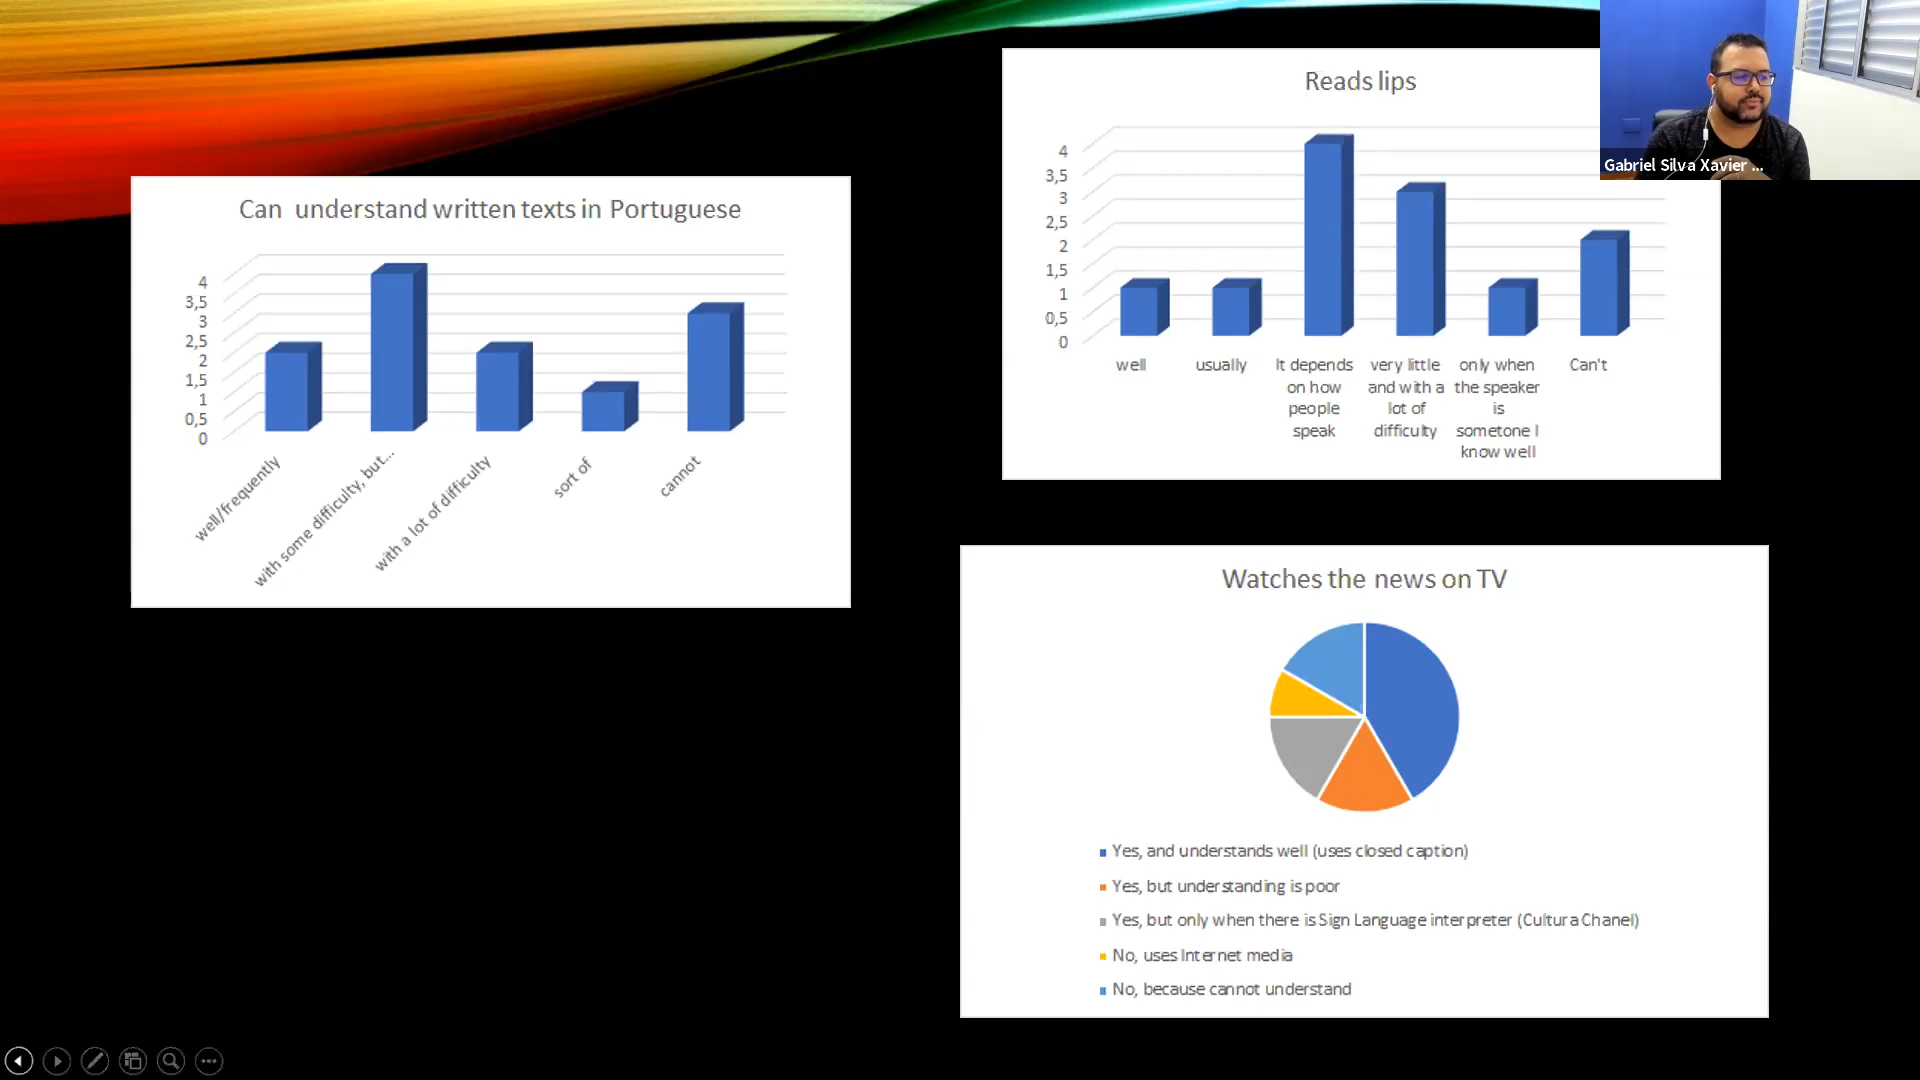 Can understand written texts in Portuguese
4
3,5
3
2,5
2
1,5
1
0,5
0
well/frequently
with some difficulty, but...
with a lot of difficulty
sort of
cannot
Reads lips
4
3,5
3
2,5
2
1,5
1
0,5
0
well
usually
It depends
on how
people
speak
very little
and with a
lot of
difficulty
only when
the speaker
is
sometone I
know well
Can't
Gabriel Silva Xavier ...
Watches the news on TV
Yes, and understands well (uses closed caption)
Yes, but understanding is poor
Yes, but only when there is Sign Language interpreter (Cultura Chanel)
No, uses Internet media
No, because cannot understand